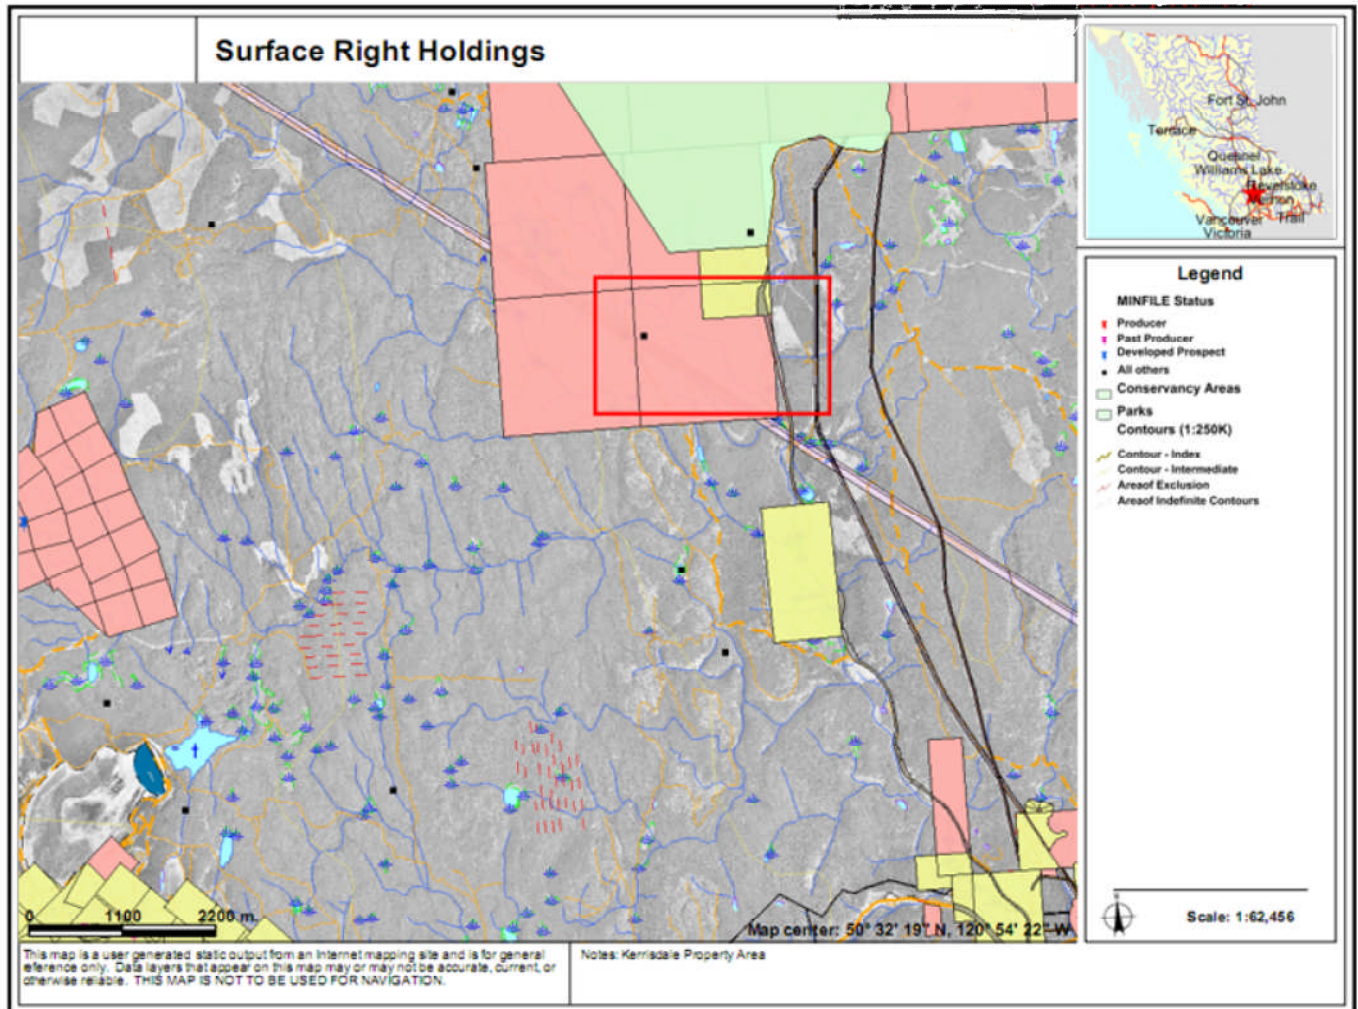 Surface Right Holdings
Fort St. John
Terrace
Quesnel
Williams Lake
Revelstoke
Vancouver
Trail
Victoria
Legend
MINFILE Status
Producer
Past Producer
Developed Prospect
All others
Conservancy Areas
Parks
Contours (1:250K)
Contour - Index
Contour - Intermediate
Areaof Exclusion
Areaof Indefinite Contours
Scale: 1:62,456
0 1100 2200 m.
Map center: 50° 32' 19" N, 120° 54' 22" W
This map is a user generated static output from an Internet mapping site and is for general
eference only. Data layers that appear on this map may or may not be accurate, current, or
otherwise reliable. THIS MAP IS NOT TO BE USED FOR NAVIGATION.
Notes: Kerrisdale Property Area